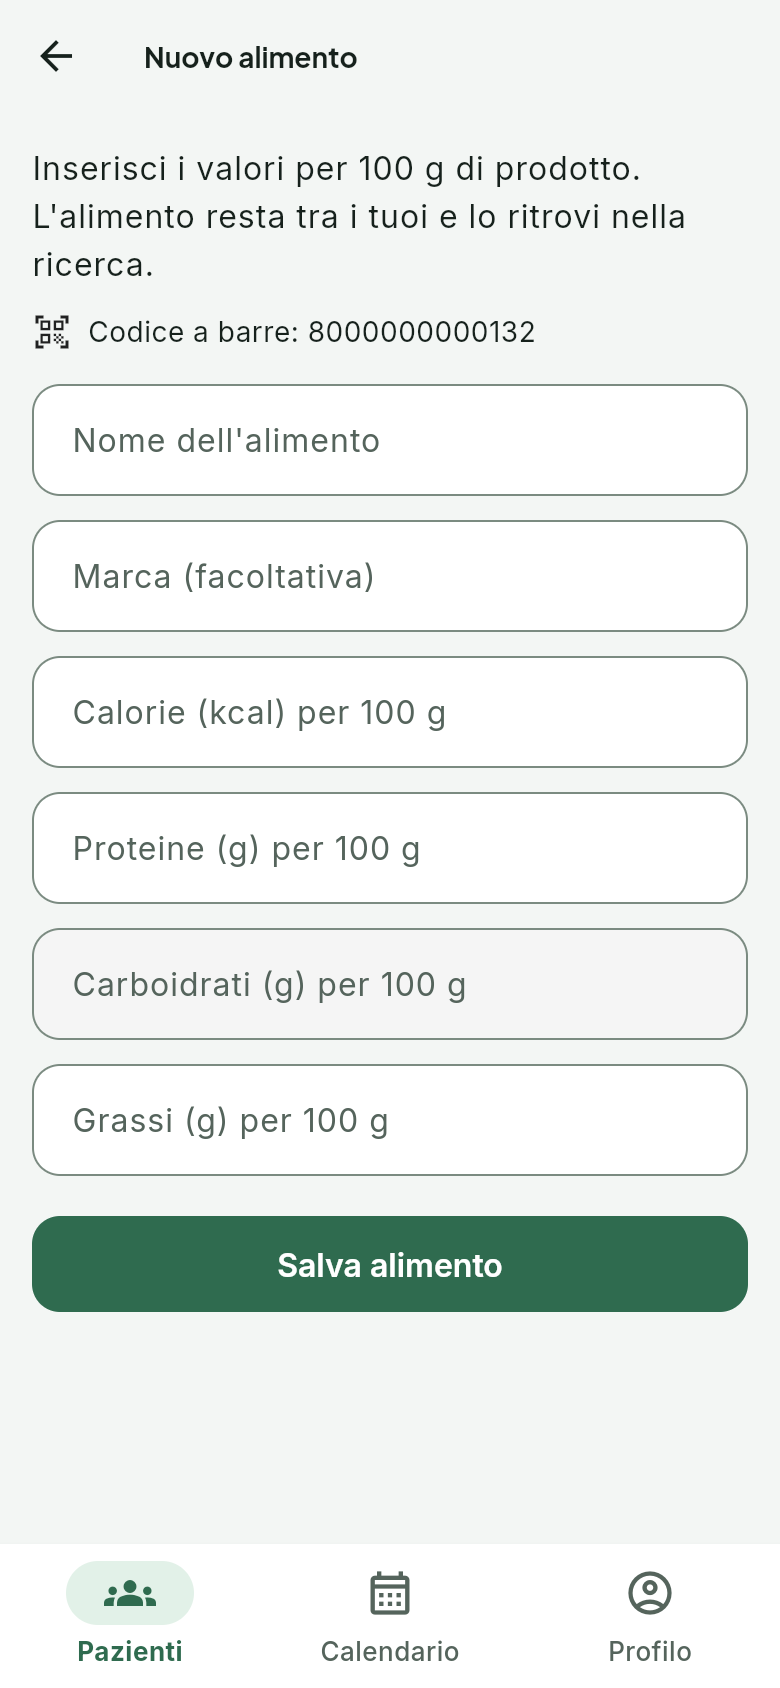 Nuovo alimento
Inserisci i valori per 100 g di prodotto.
L'alimento resta tra i tuoi e lo ritrovi nella
ricerca.
Codice a barre: 8000000000132
Nome dell'alimento
Marca (facoltativa)
Calorie (kcal) per 100 g
Proteine (g) per 100 g
Carboidrati (g) per 100 g
Grassi (g) per 100 g
Salva alimento
Pazienti
Calendario
Profilo